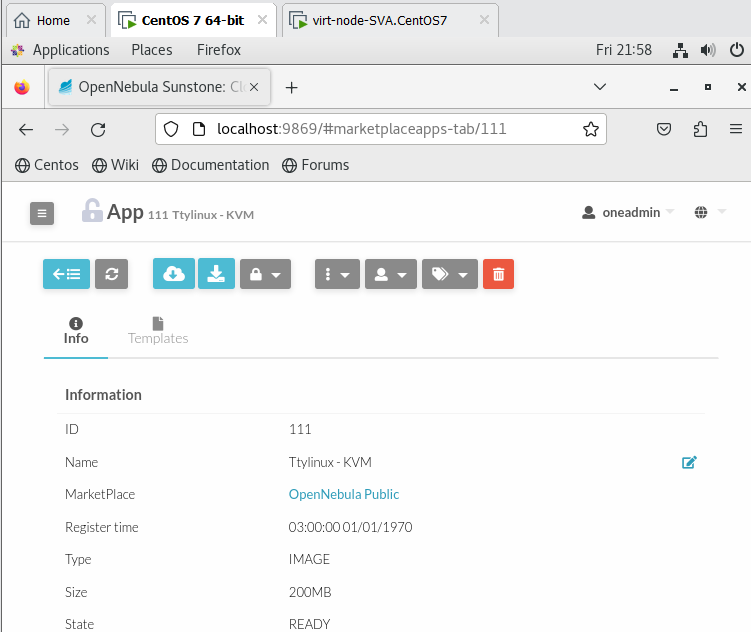 Home CentOS 7 64-bit virt-node-SVA.CentOS7
Applications Places Firefox Fri 21:58
OpenNebula Sunstone: Cl
localhost:9869/#marketplaceapps-tab/111
Centos Wiki Documentation Forums
App 111 Ttylinux - KVM oneadmin
Info Templates
Information
ID 111
Name Ttylinux - KVM
MarketPlace OpenNebula Public
Register time 03:00:00 01/01/1970
Type IMAGE
Size 200MB
State READY